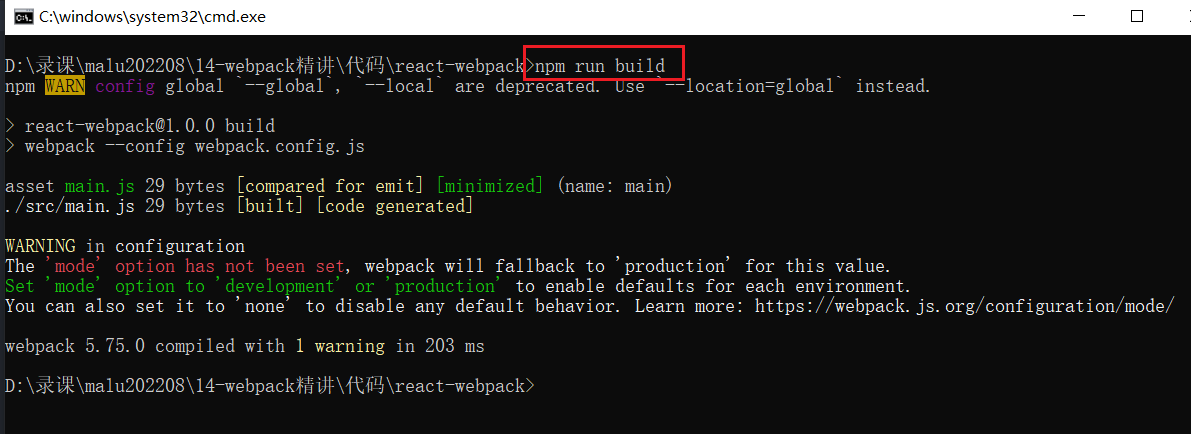 C:\windows\system32\cmd.exe
D:\录课\malu202208\14-webpack精讲\代码\react-webpack>npm run build
npm WARN config global `--global`, `--local` are deprecated. Use `--location=global` instead.
> react-webpack@1.0.0 build
> webpack --config webpack.config.js
asset main.js 29 bytes [compared for emit] [minimized] (name: main)
./src/main.js 29 bytes [built] [code generated]
WARNING in configuration
The 'mode' option has not been set, webpack will fallback to 'production' for this value.
Set 'mode' option to 'development' or 'production' to enable defaults for each environment.
You can also set it to 'none' to disable any default behavior. Learn more: https://webpack.js.org/configuration/mode/
webpack 5.75.0 compiled with 1 warning in 203 ms
D:\录课\malu202208\14-webpack精讲\代码\react-webpack>